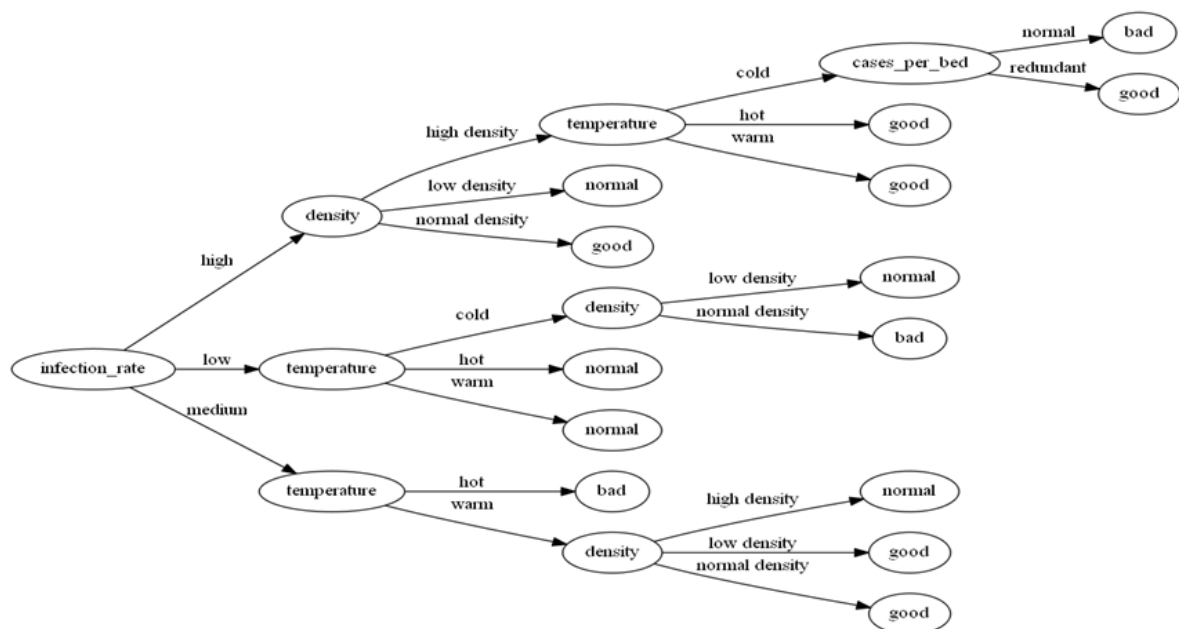 normal
bad
cases_per_bed
redundant
cold
good
hot
temperature
good
high density
warm
low density
normal
good
density
normal density
good
high
low density
normal
density
normal density
cold
bad
hot
infection_rate
low
temperature
normal
warm
medium
normal
hot
high density
normal
temperature
bad
warm
low density
density
good
normal density
good